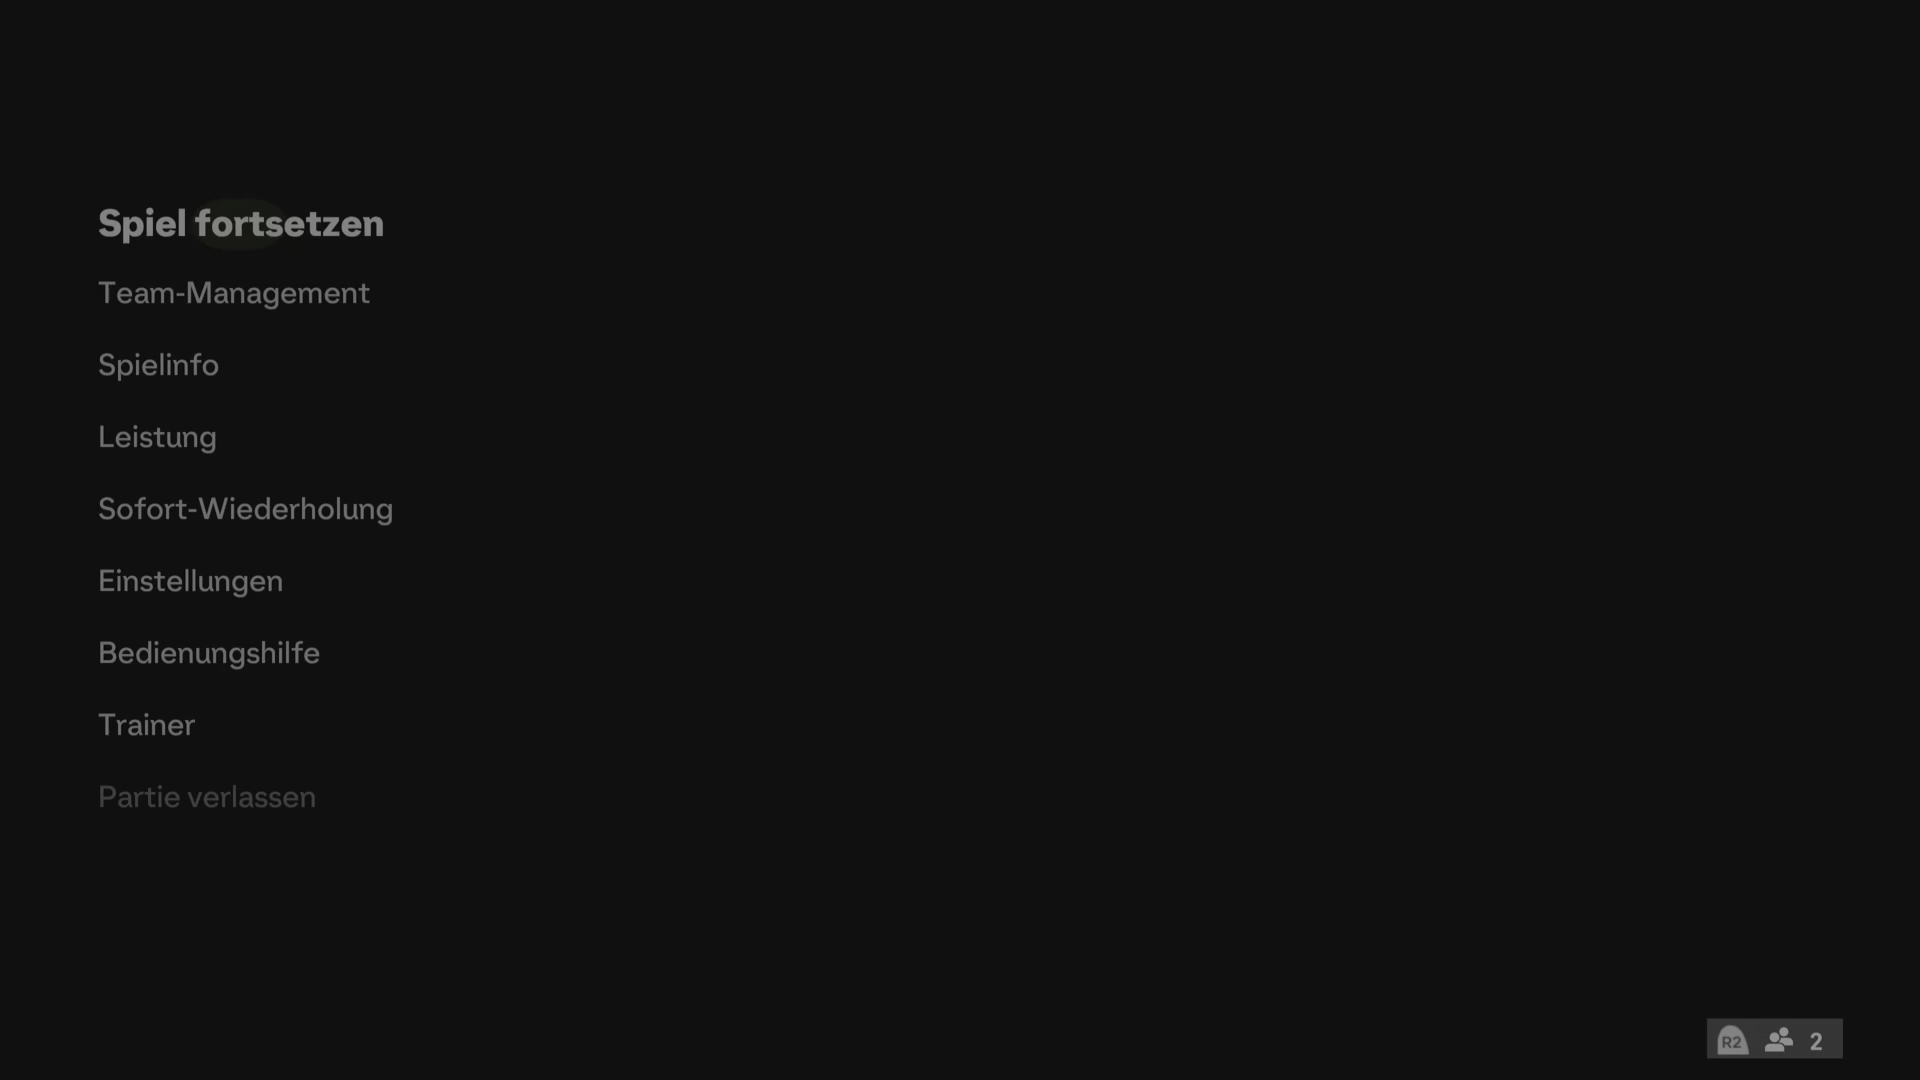 Spiel fortsetzen
Team-Management
Spielinfo
Leistung
Sofort-Wiederholung
Einstellungen
Bedienungshilfe
Trainer
Partie verlassen
R2 2